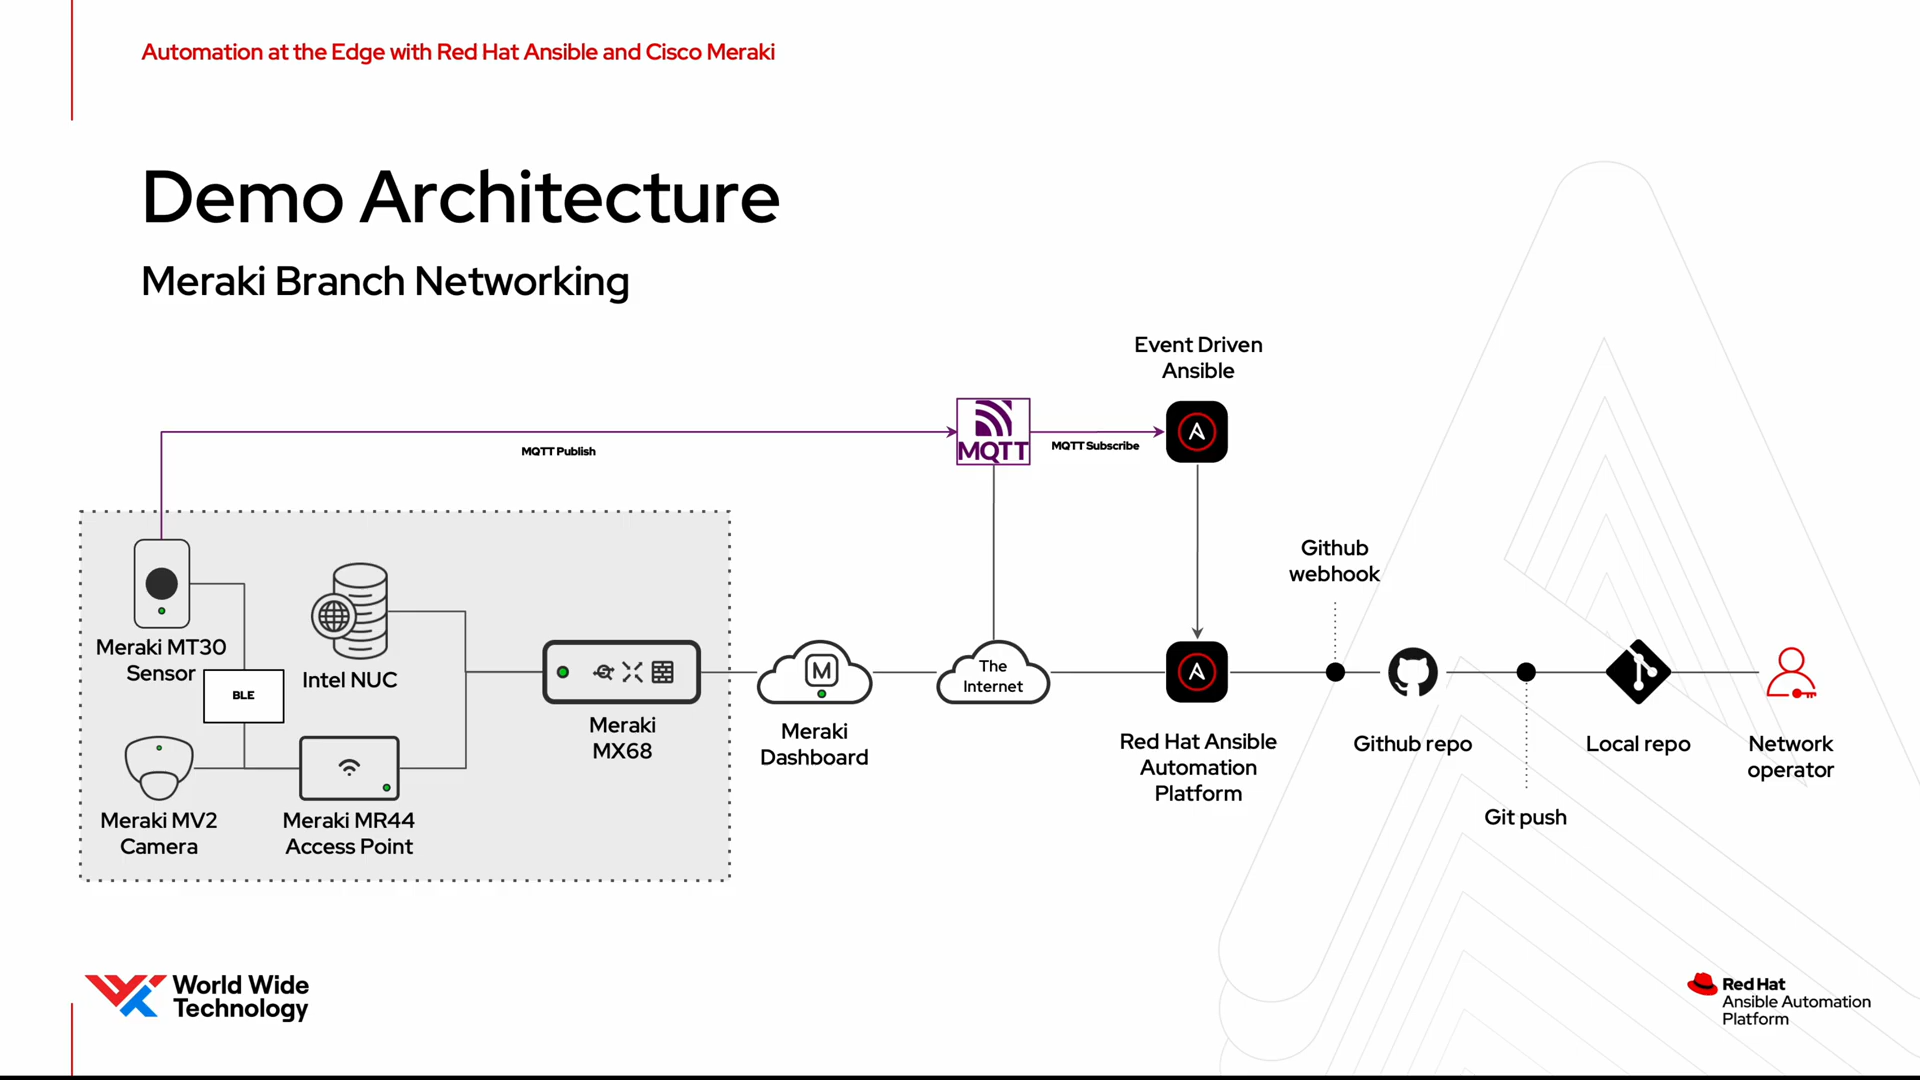 Automation at the Edge with Red Hat Ansible and Cisco Meraki
Demo Architecture
Meraki Branch Networking
Event Driven
Ansible
MQTT
MQTT Publish
MQTT Subscribe
Github
webhook
Meraki MT30
Sensor
BLE
Intel NUC
Meraki MV2
Camera
Meraki MR44
Access Point
Meraki
MX68
M
Meraki
Dashboard
The
Internet
Red Hat Ansible
Automation
Platform
Github repo
Git push
Local repo
Network
operator
World Wide
Technology
Red Hat
Ansible Automation
Platform